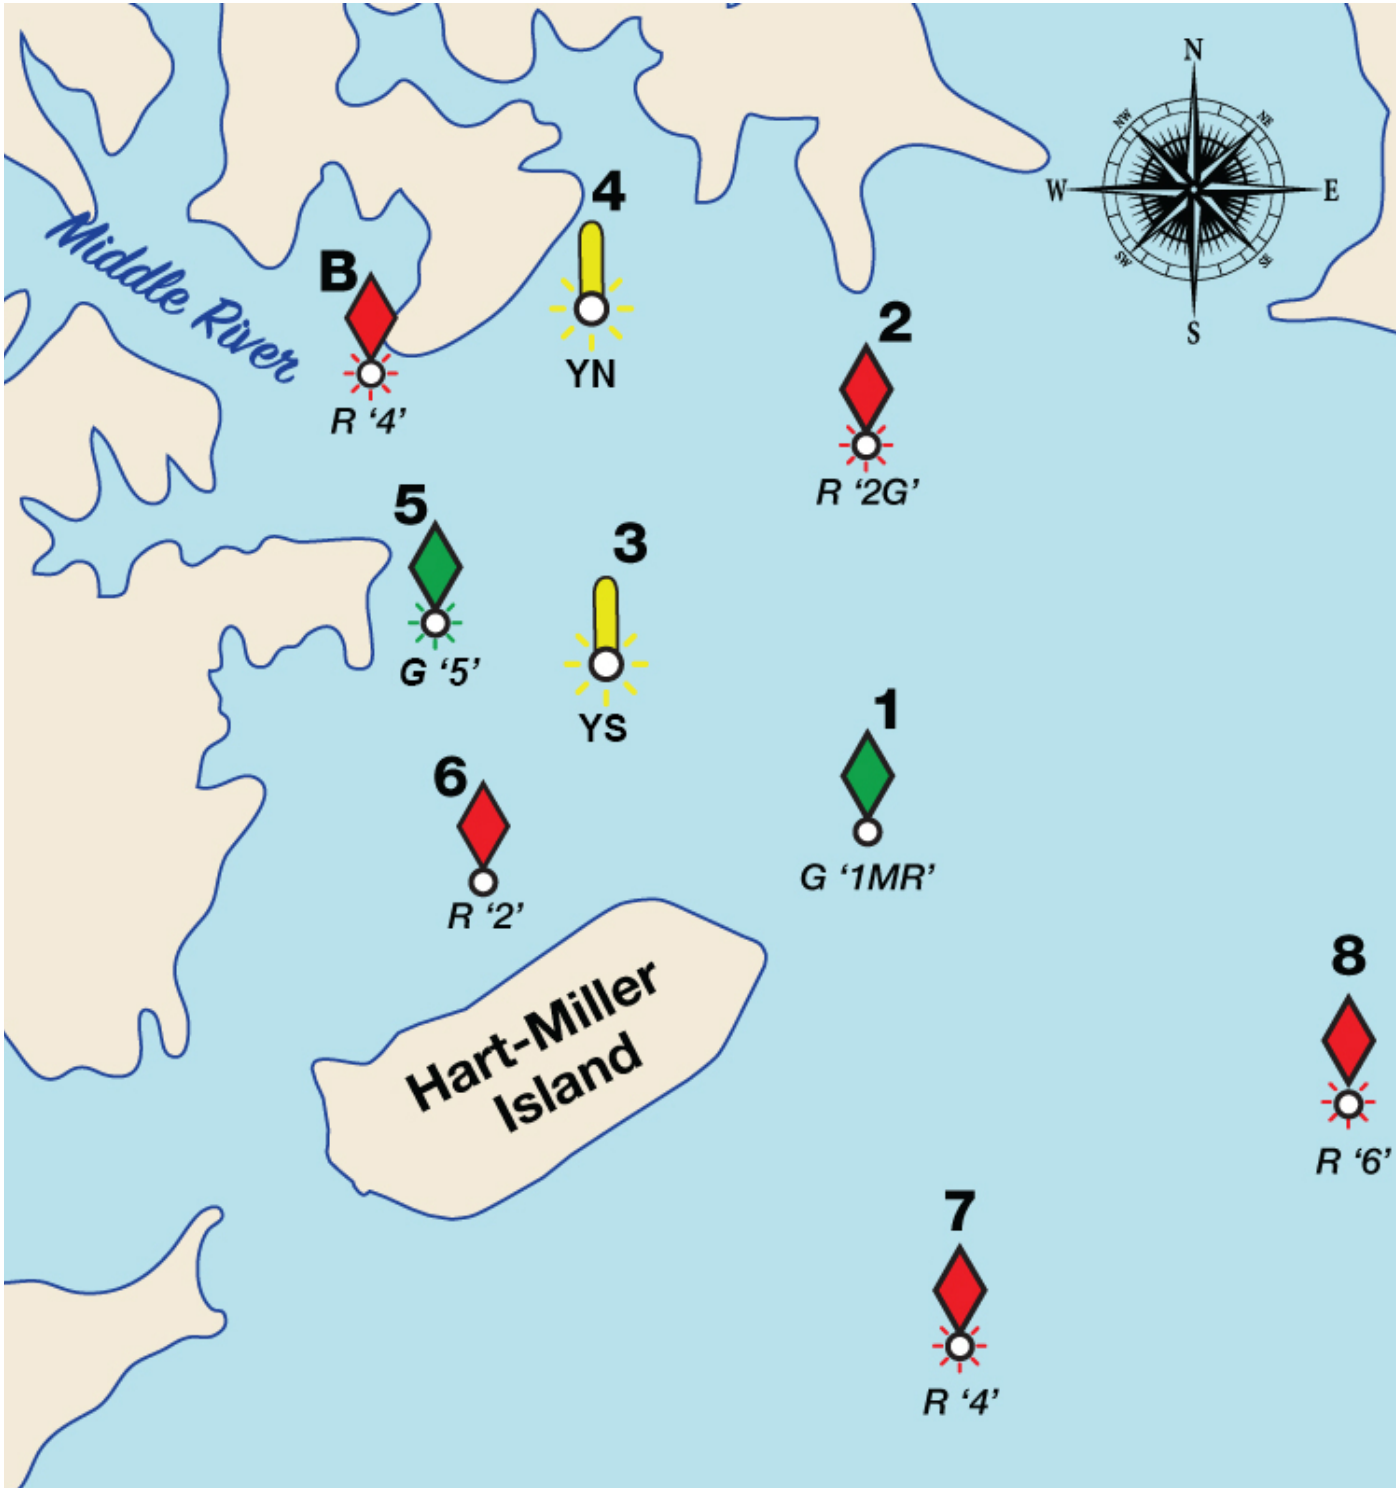 N
NW
NE
W
E
SW
SE
S
Middle River
4
YN
B
R ‘4’
2
R ‘2G’
5
G ‘5’
3
YS
1
G ‘1MR’
6
R ‘2’
Hart-Miller
Island
8
R ‘6’
7
R ‘4’